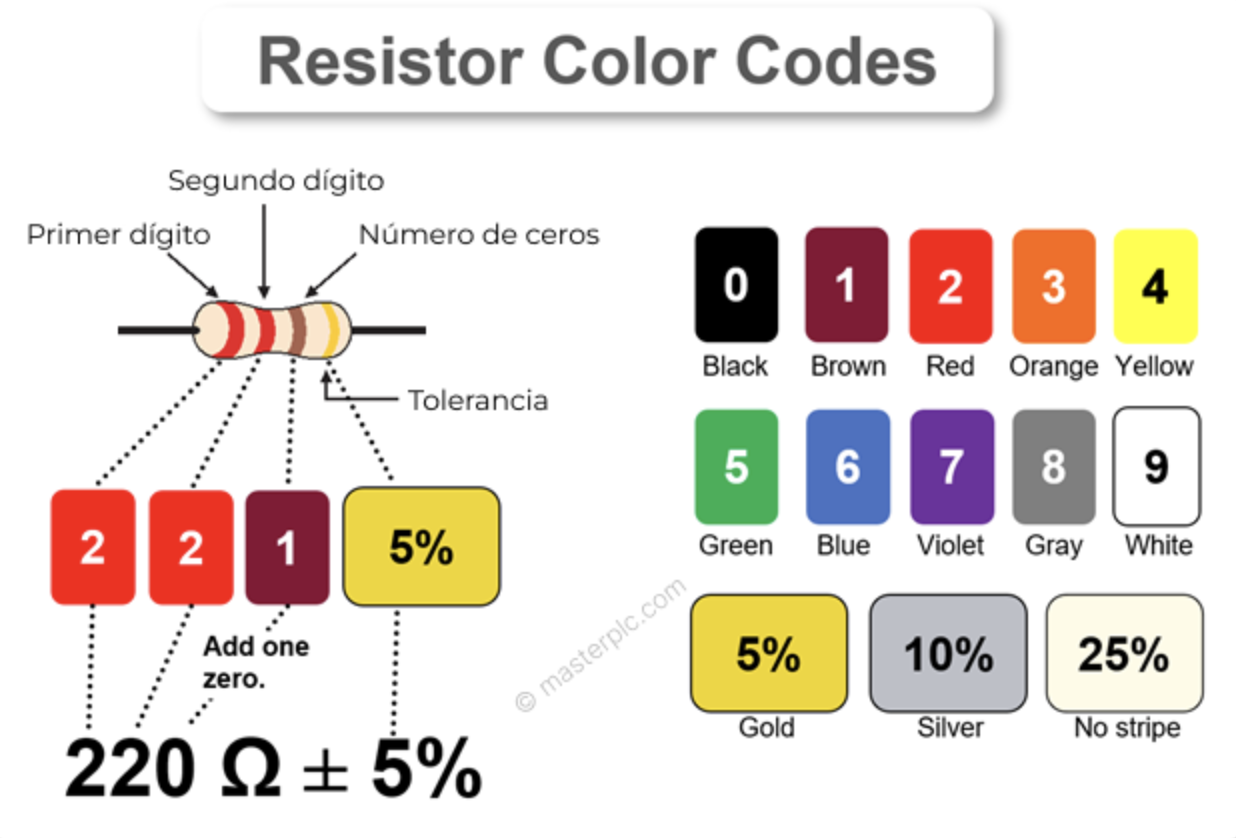 Resistor Color Codes
Segundo dígito
Primer dígito
Número de ceros
Tolerancia
2 2 1 5%
Add one
zero.
220 Ω ± 5%
0 1 2 3 4
Black Brown Red Orange Yellow
5 6 7 8 9
Green Blue Violet Gray White
5% 10% 25%
Gold Silver No stripe
© masterplc.com